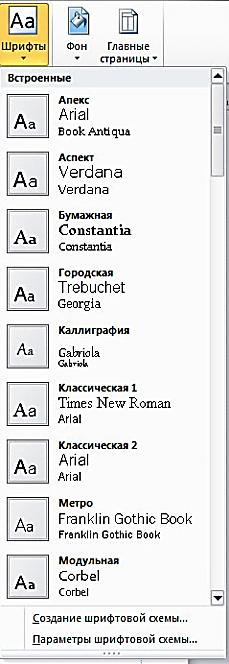 Aa
Шрифты
Фон
Главные
страницы
Встроенные
Aa
Апекс
Arial
Book Antiqua
Aa
Аспект
Verdana
Verdana
Aa
Бумажная
Constantia
Constantia
Aa
Городская
Trebuchet
Georgia
Aa
Каллиграфия
Gabriola
Gabriola
Aa
Классическая 1
Times New Roman
Arial
Aa
Классическая 2
Arial
Arial
Aa
Метро
Franklin Gothic Book
Franklin Gothic Book
Aa
Модульная
Corbel
Corbel
Создание шрифтовой схемы...
Параметры шрифтовой схемы...